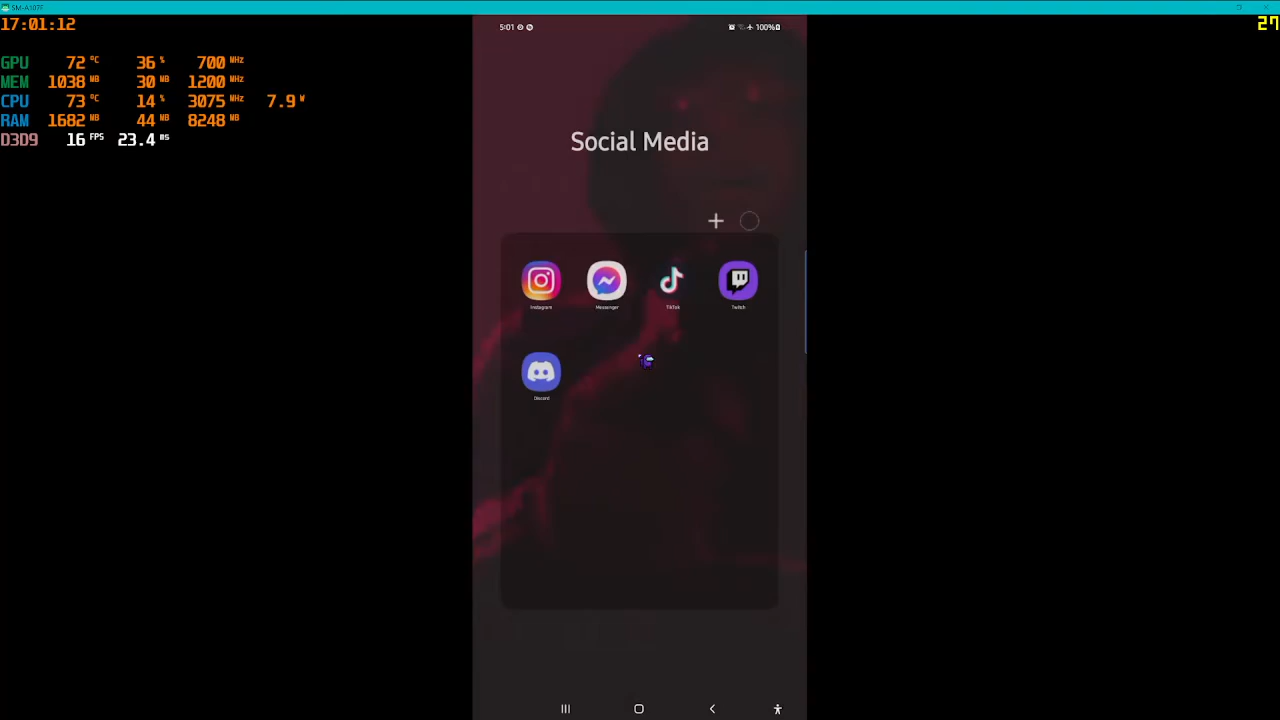 SM-A107F
17:01:12
27
GPU 72 °C 36 % 700 MHz
MEM 1038 MB 30 MB 1200 MHz
CPU 73 °C 14 % 3075 MHz 7.9 W
RAM 1682 MB 44 MB 8248 MB
D3D9 16 FPS 23.4 ms
5:01 100%
Social Media
Instagram Messenger TikTok Twitch
Discord